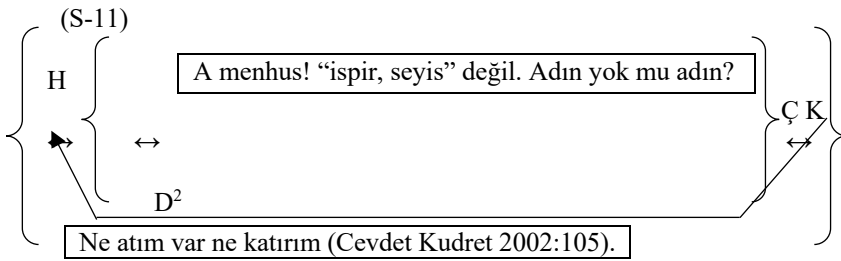 (S-11)
A menhus! “ispir, seyis” değil. Adın yok mu adın?
H
Ç K
↔ ↔ ↔
D²
Ne atım var ne katırım (Cevdet Kudret 2002:105).